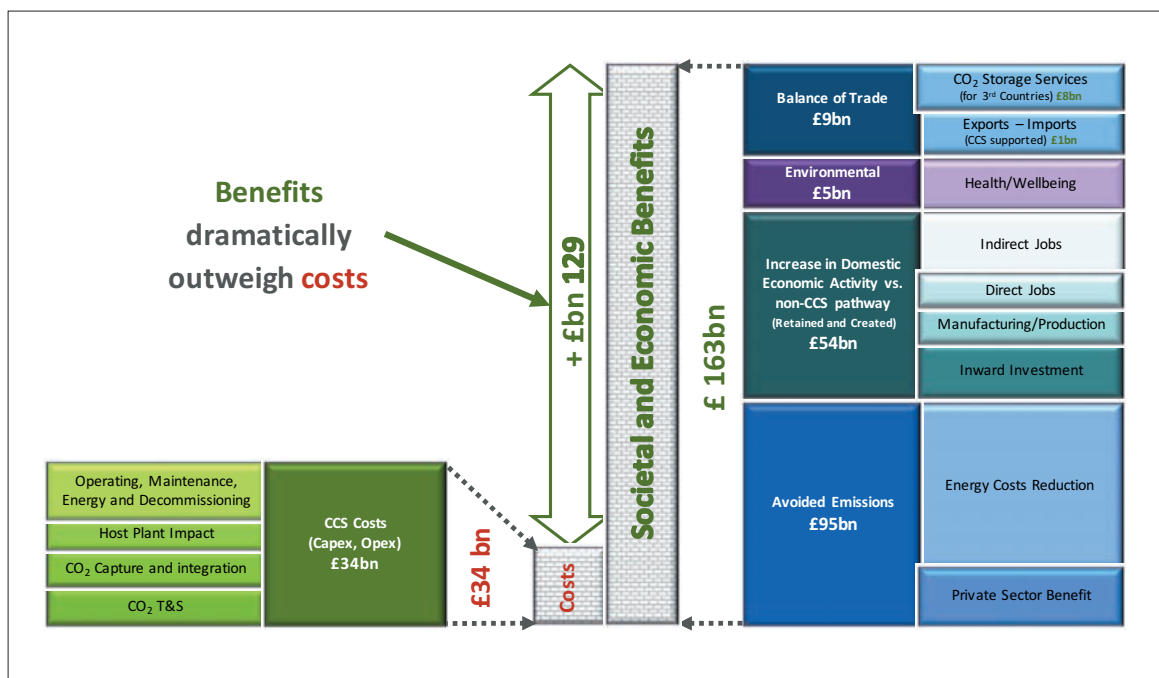 Benefits
dramatically
outweigh costs
Operating, Maintenance,
Energy and Decommissioning
Host Plant Impact
CO₂ Capture and integration
CO₂ T&S
CCS Costs
(Capex, Opex)
£34bn
£34 bn
Costs
+ £bn 129
Societal and Economic Benefits
£ 163bn
Balance of Trade
£9bn
CO₂ Storage Services
(for 3rd Countries) £8bn
Exports – Imports
(CCS supported) £1bn
Environmental
£5bn
Health/Wellbeing
Increase in Domestic
Economic Activity vs.
non-CCS pathway
(Retained and Created)
£54bn
Indirect Jobs
Direct Jobs
Manufacturing/Production
Inward Investment
Avoided Emissions
£95bn
Energy Costs Reduction
Private Sector Benefit